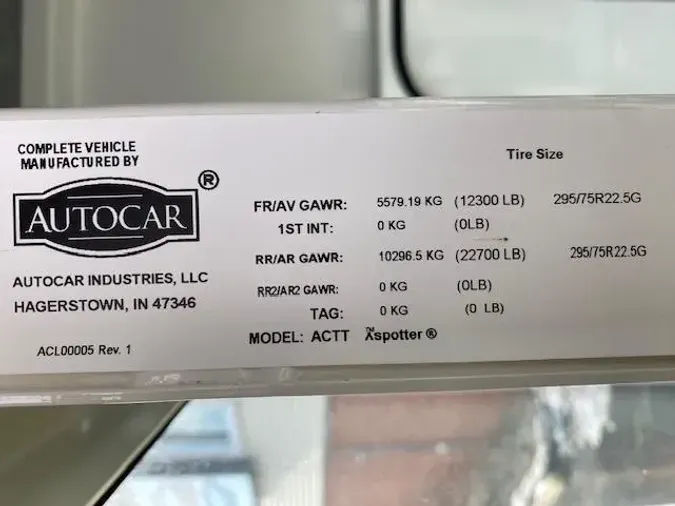 COMPLETE VEHICLE
MANUFACTURED BY
AUTOCAR ®
AUTOCAR INDUSTRIES, LLC
HAGERSTOWN, IN 47346
ACL00005 Rev. 1
Tire Size
FR/AV GAWR: 5579.19 KG (12300 LB) 295/75R22.5G
1ST INT: 0 KG (0LB)
RR/AR GAWR: 10296.5 KG (22700 LB) 295/75R22.5G
RR2/AR2 GAWR: 0 KG (0LB)
TAG: 0 KG (0 LB)
MODEL: ACTT ™Xspotter ®